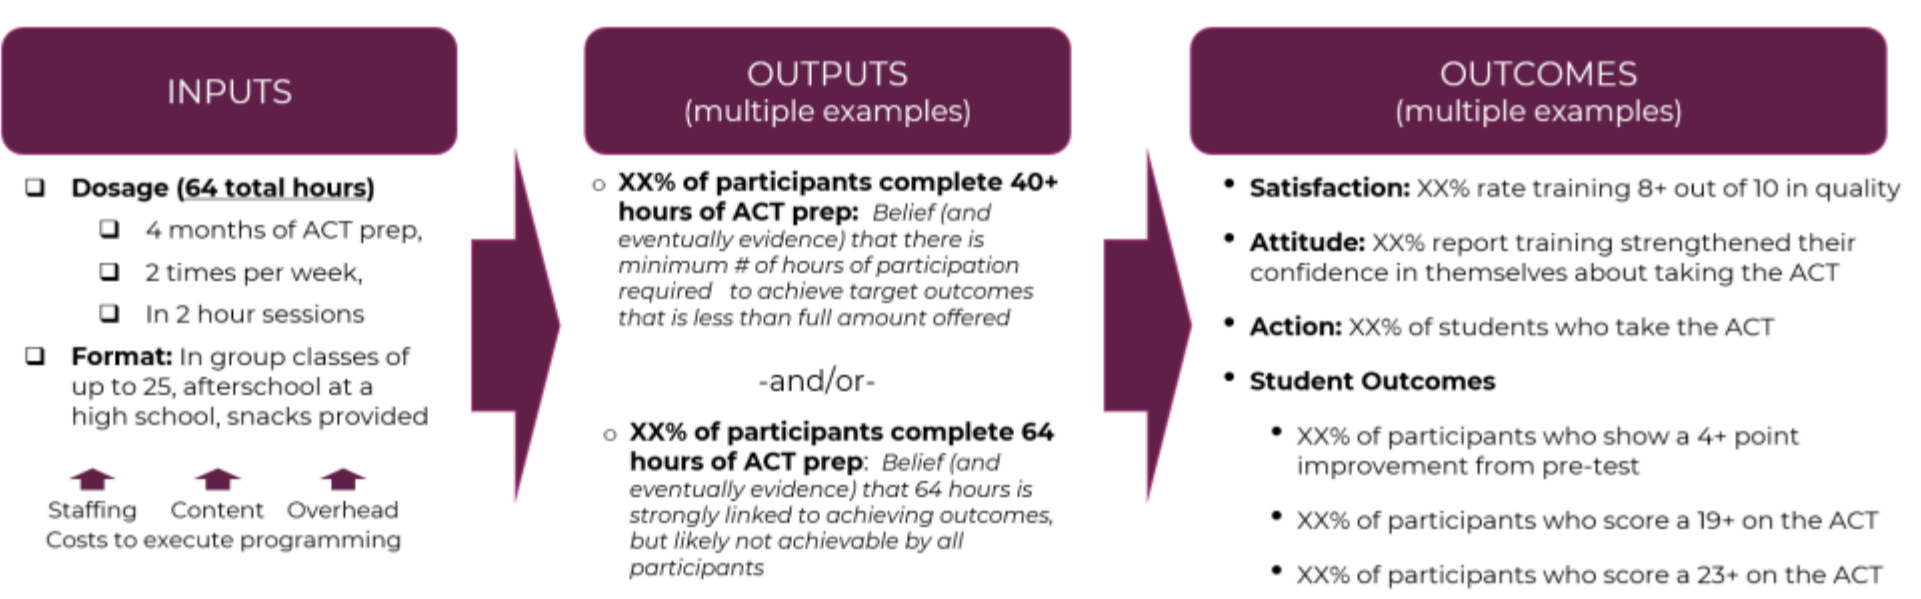 INPUTS
❑ Dosage (64 total hours)
❑ 4 months of ACT prep,
❑ 2 times per week,
❑ In 2 hour sessions
❑ Format: In group classes of
up to 25, afterschool at a
high school, snacks provided
Staffing Content Overhead
Costs to execute programming
OUTPUTS
(multiple examples)
○ XX% of participants complete 40+
hours of ACT prep: Belief (and
eventually evidence) that there is
minimum # of hours of participation
required to achieve target outcomes
that is less than full amount offered
-and/or-
○ XX% of participants complete 64
hours of ACT prep: Belief (and
eventually evidence) that 64 hours is
strongly linked to achieving outcomes,
but likely not achievable by all
participants
OUTCOMES
(multiple examples)
• Satisfaction: XX% rate training 8+ out of 10 in quality
• Attitude: XX% report training strengthened their
confidence in themselves about taking the ACT
• Action: XX% of students who take the ACT
• Student Outcomes
• XX% of participants who show a 4+ point
improvement from pre-test
• XX% of participants who score a 19+ on the ACT
• XX% of participants who score a 23+ on the ACT